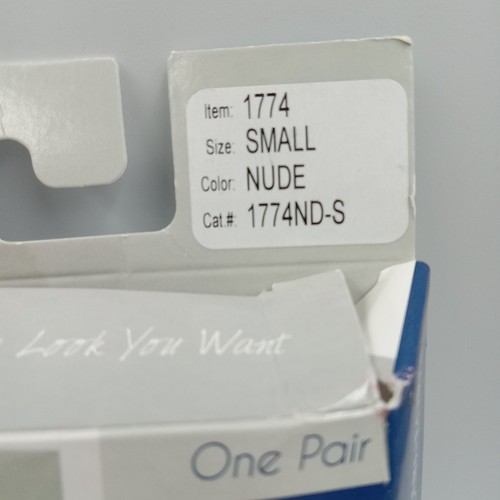 Item: 1774
Size: SMALL
Color: NUDE
Cat.#: 1774ND-S
Look You Want
One Pair